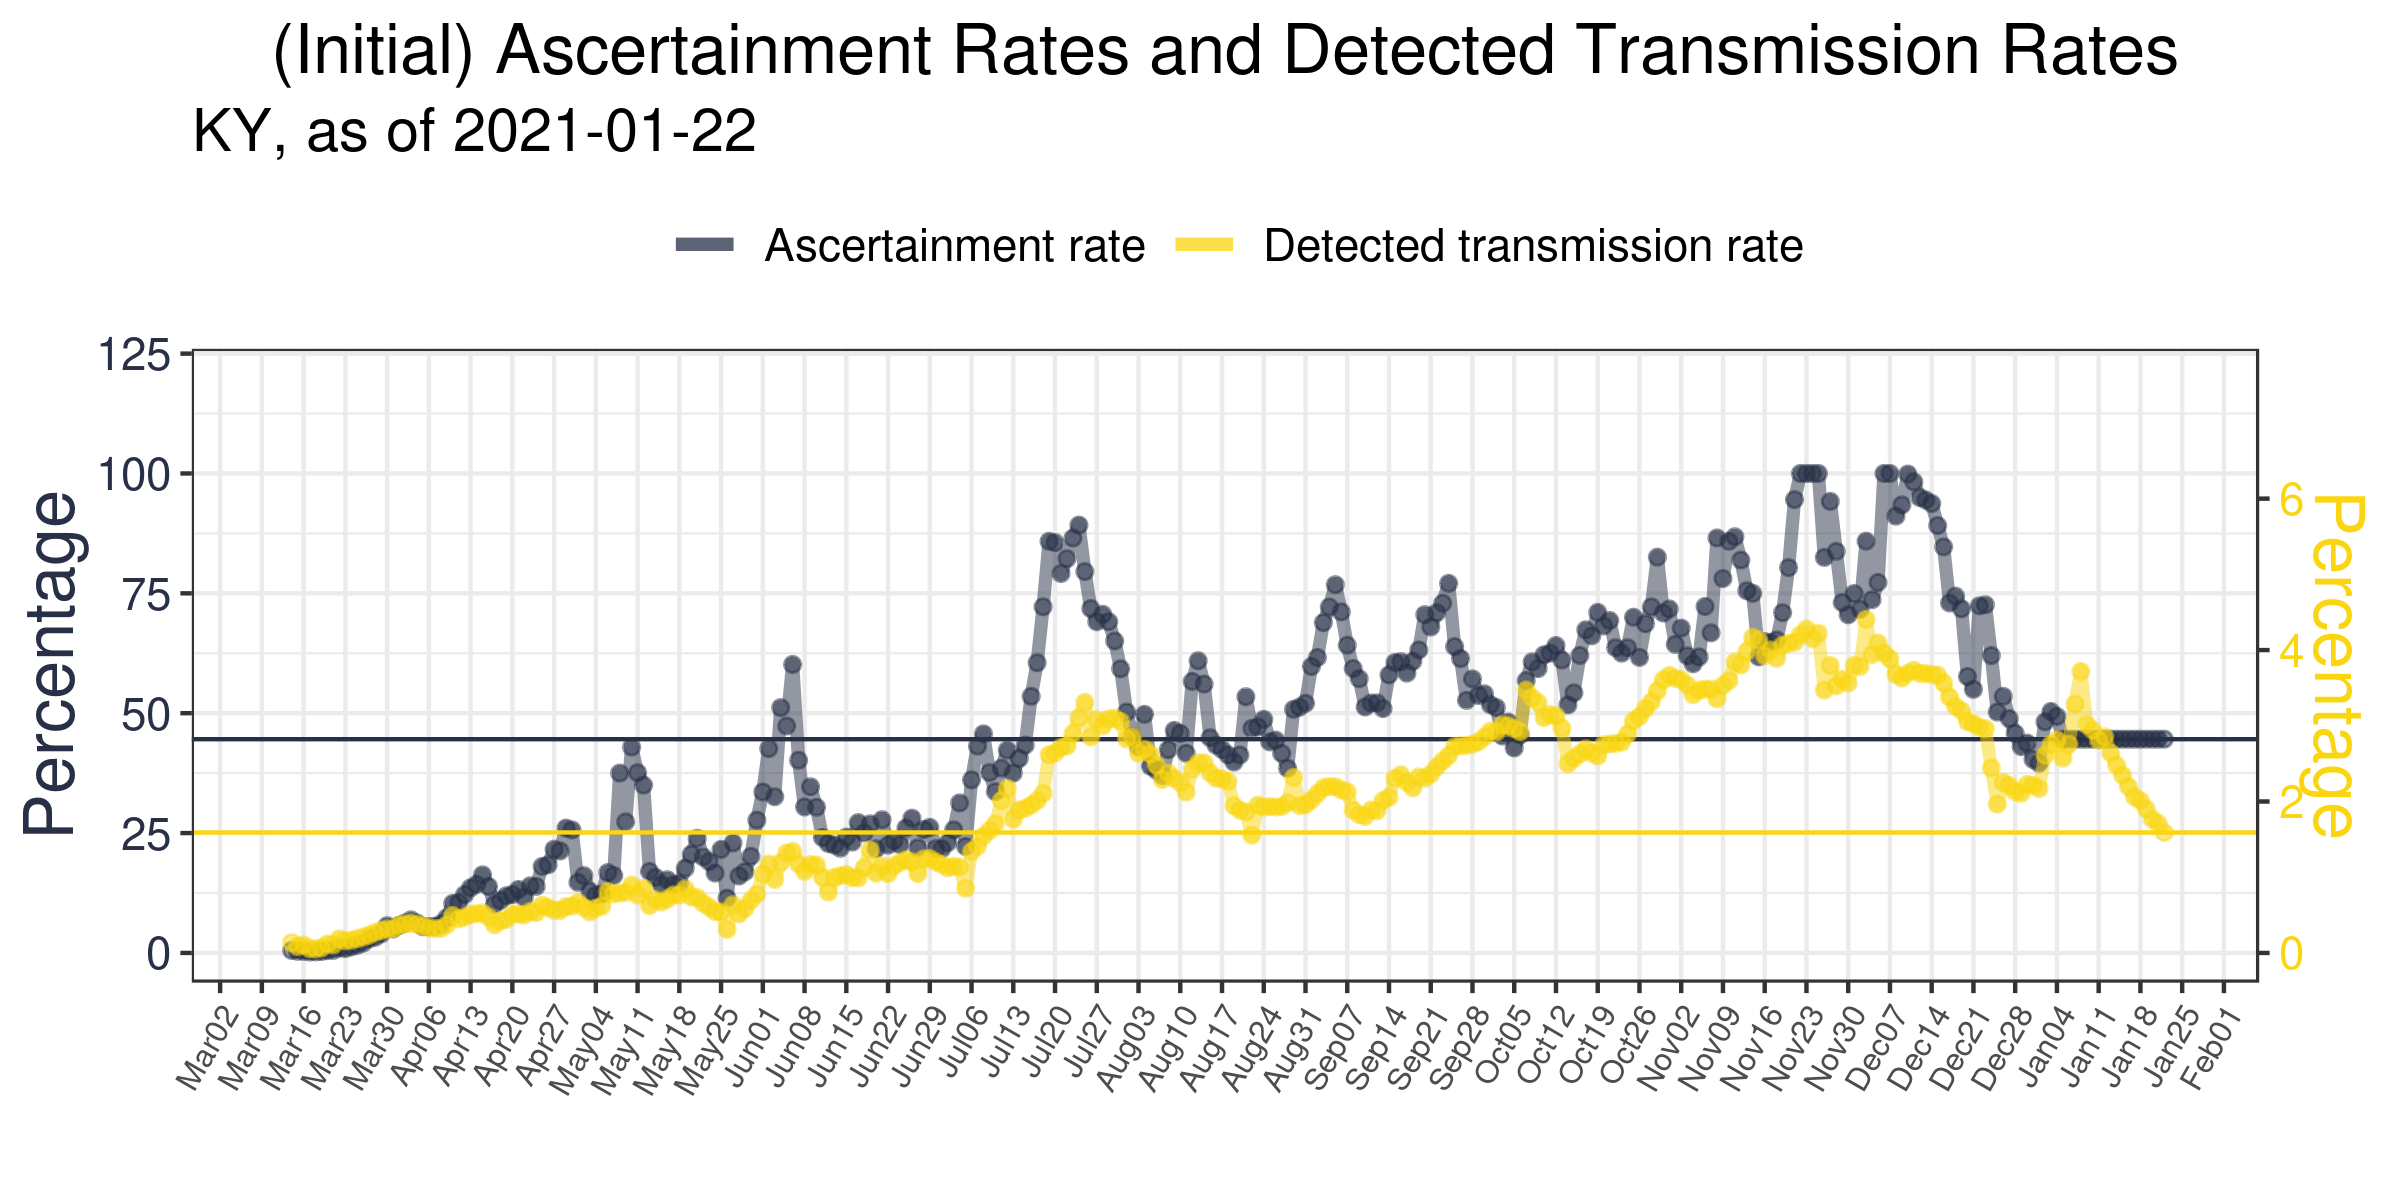 (Initial) Ascertainment Rates and Detected Transmission Rates
KY, as of 2021-01-22
Ascertainment rate
Detected transmission rate
Percentage
125
100
75
50
25
0
6
4
2
0
Percentage
Mar02
Mar09
Mar16
Mar23
Mar30
Apr06
Apr13
Apr20
Apr27
May04
May11
May18
May25
Jun01
Jun08
Jun15
Jun22
Jun29
Jul06
Jul13
Jul20
Jul27
Aug03
Aug10
Aug17
Aug24
Aug31
Sep07
Sep14
Sep21
Sep28
Oct05
Oct12
Oct19
Oct26
Nov02
Nov09
Nov16
Nov23
Nov30
Dec07
Dec14
Dec21
Dec28
Jan04
Jan11
Jan18
Jan25
Feb01